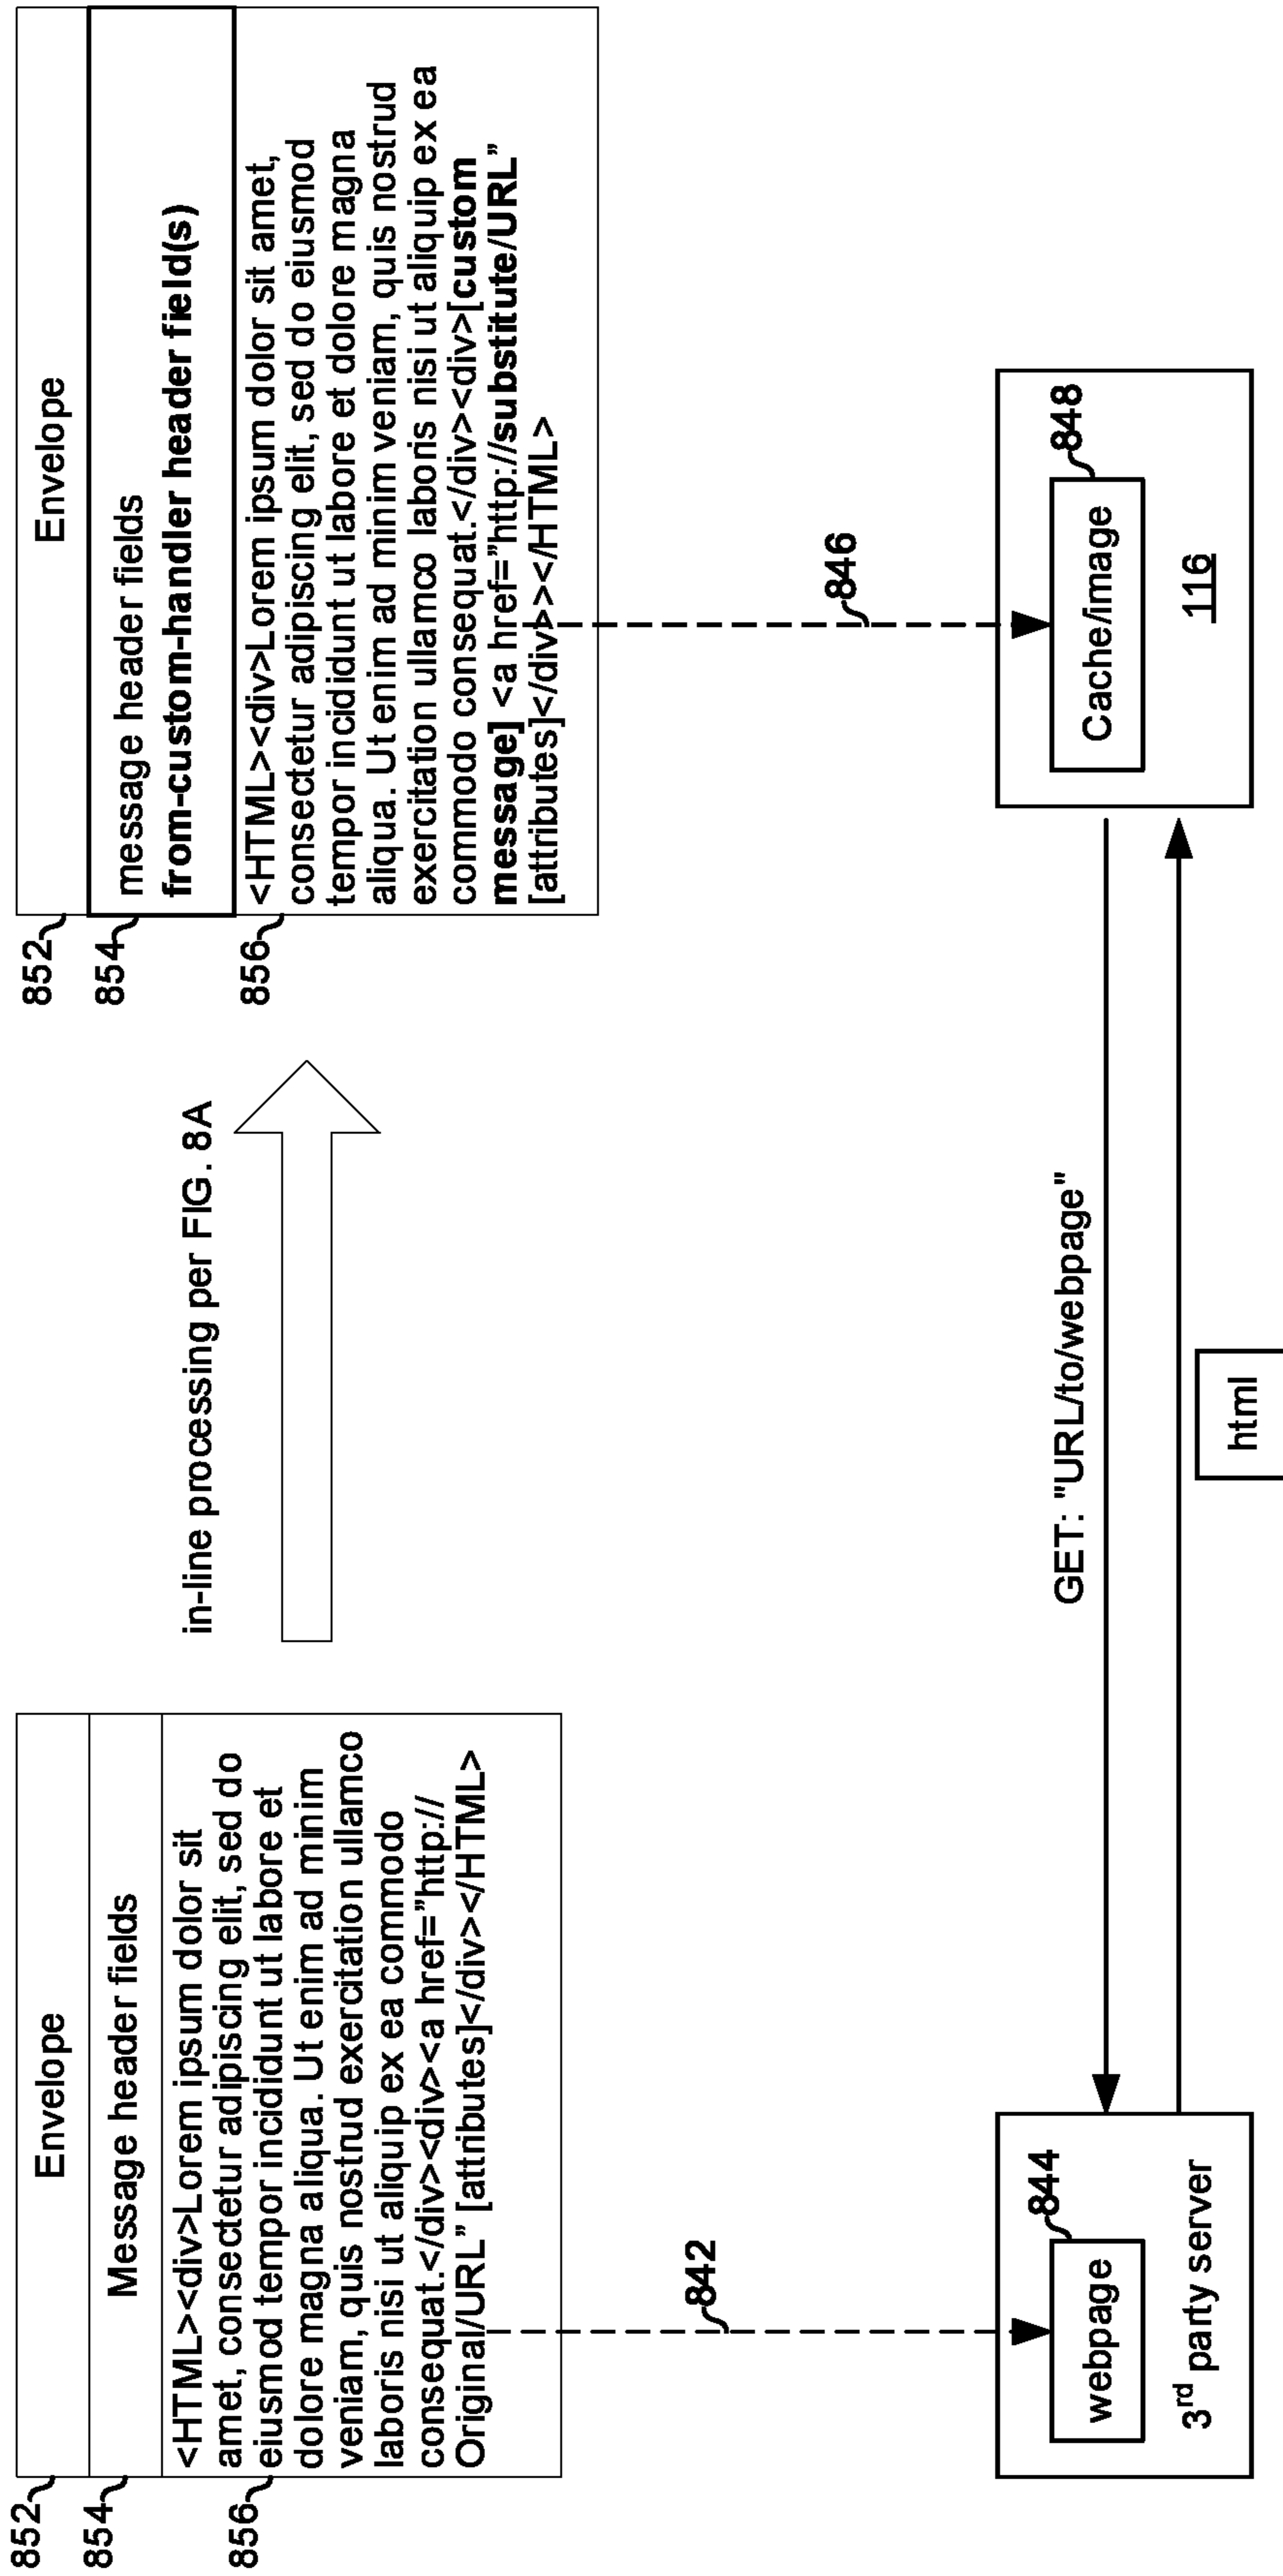 852
Envelope
854
Message header fields
856
<HTML><div>Lorem ipsum dolor sit
amet, consectetur adipiscing elit, sed do
eiusmod tempor incididunt ut labore et
dolore magna aliqua. Ut enim ad minim
veniam, quis nostrud exercitation ullamco
laboris nisi ut aliquip ex ea commodo
consequat.</div><div><a href=”http://
Original/URL” [attributes]</div></HTML>
in-line processing per FIG. 8A
852
Envelope
854
message header fields
from-custom-handler header field(s)
856
<HTML><div>Lorem ipsum dolor sit amet,
consectetur adipiscing elit, sed do eiusmod
tempor incididunt ut labore et dolore magna
aliqua. Ut enim ad minim veniam, quis nostrud
exercitation ullamco laboris nisi ut aliquip ex ea
commodo consequat.</div><div>[custom
message] <a href=”http://substitute/URL”
[attributes]</div>></HTML>
842
846
844
webpage
3rd party server
GET: "URL/to/webpage"
html
848
Cache/image
116